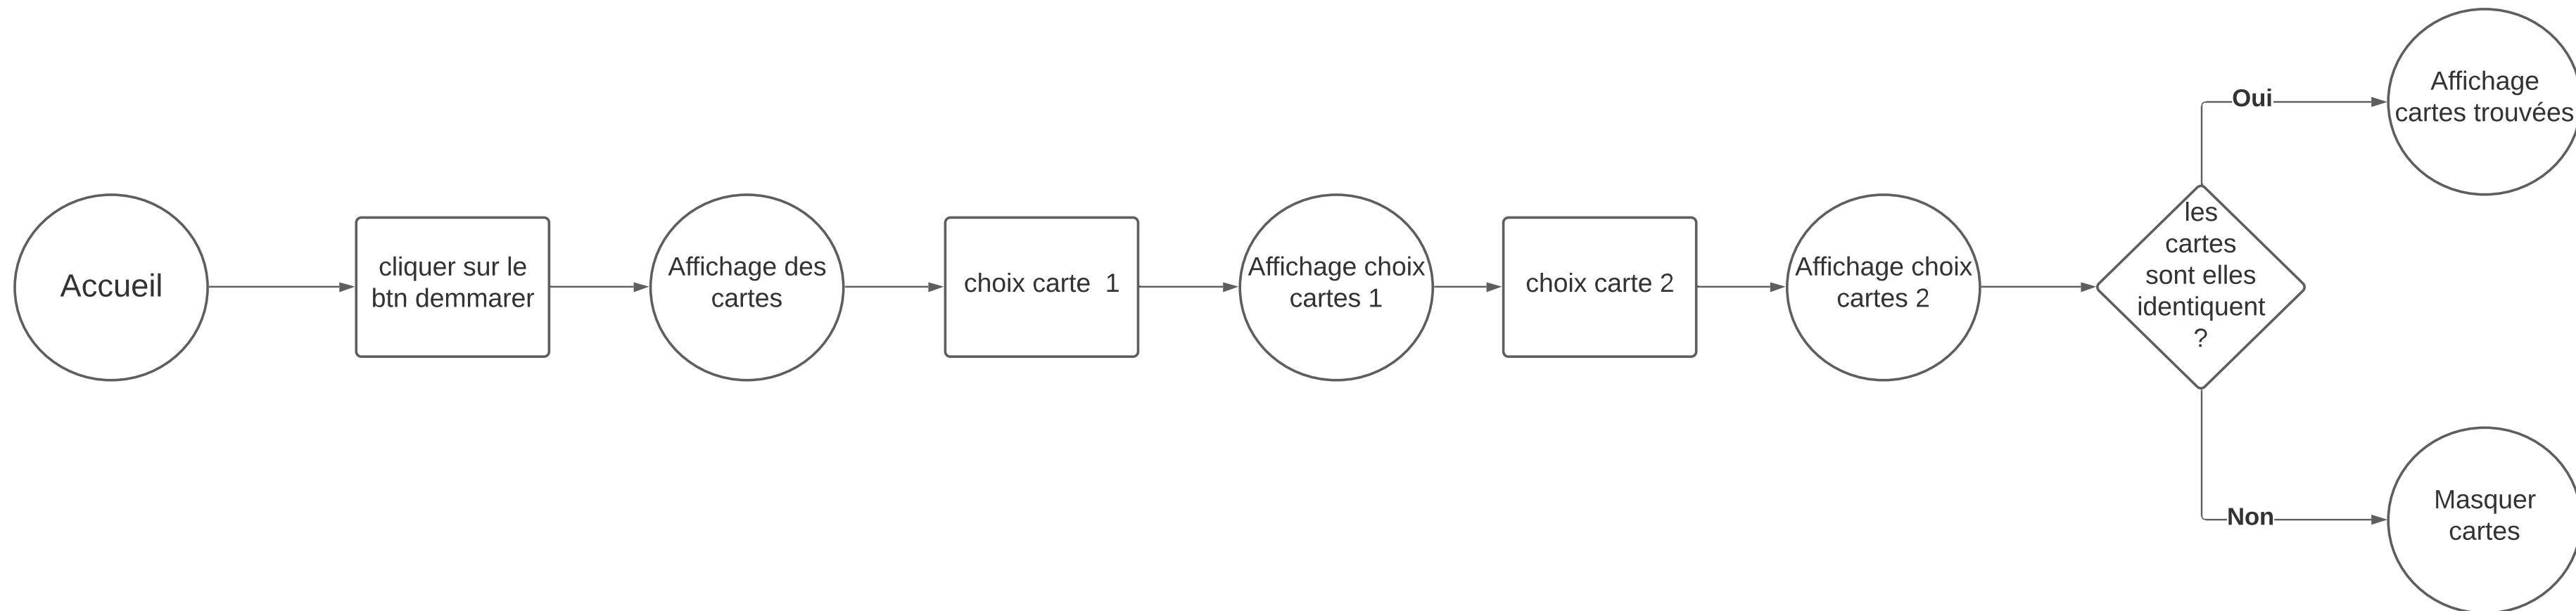 Accueil
cliquer sur le
btn demmarer
Affichage des
cartes
choix carte  1
Affichage choix
cartes 1
choix carte 2
Affichage choix
cartes 2
les
cartes
sont elles
identiquent
?
Oui
Affichage
cartes trouvées
Non
Masquer
cartes